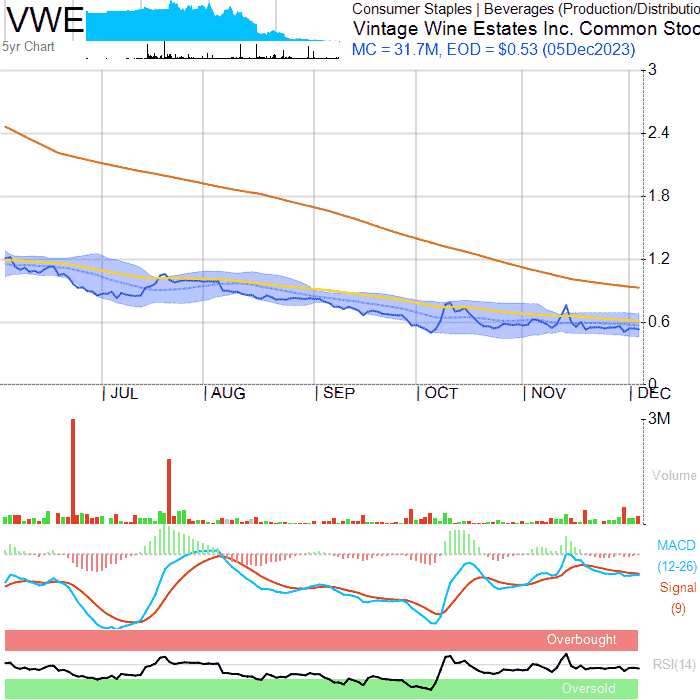 VWE
5yr Chart
Consumer Staples | Beverages (Production/Distributio
Vintage Wine Estates Inc. Common Stoc
MC = 31.7M, EOD = $0.53 (05Dec2023)
3
2.4
1.8
1.2
0.6
0
JUL
AUG
SEP
OCT
NOV
DEC
3M
Volume
MACD
(12-26)
Signal
(9)
Overbought
RSI(14)
Oversold